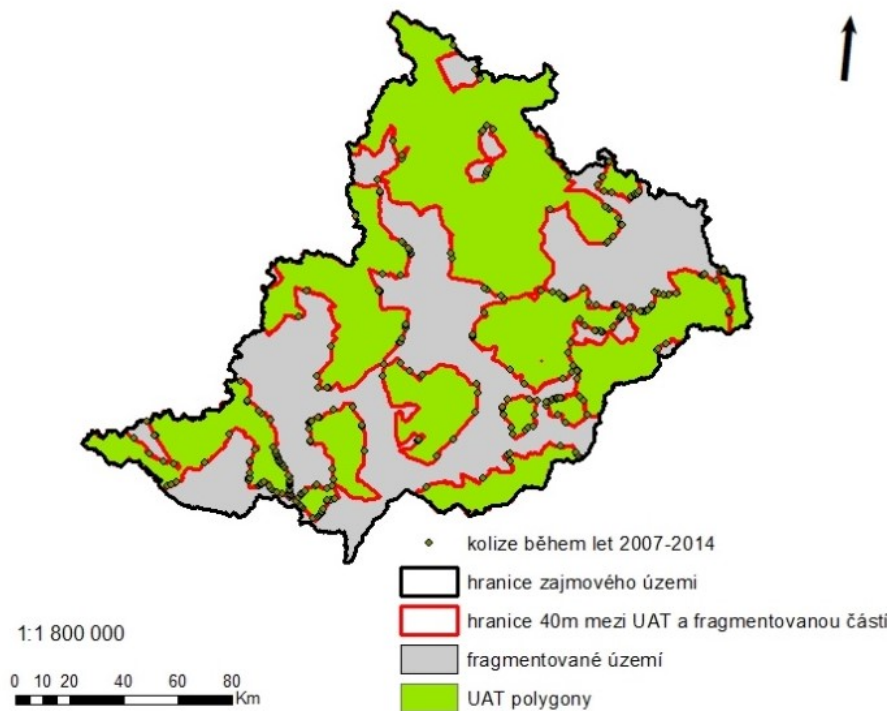 kolize během let 2007-2014
hranice zajmového území
hranice 40m mezi UAT a fragmentovanou částí
fragmentované území
UAT polygony
1:1 800 000
0 10 20 40 60 80
Km